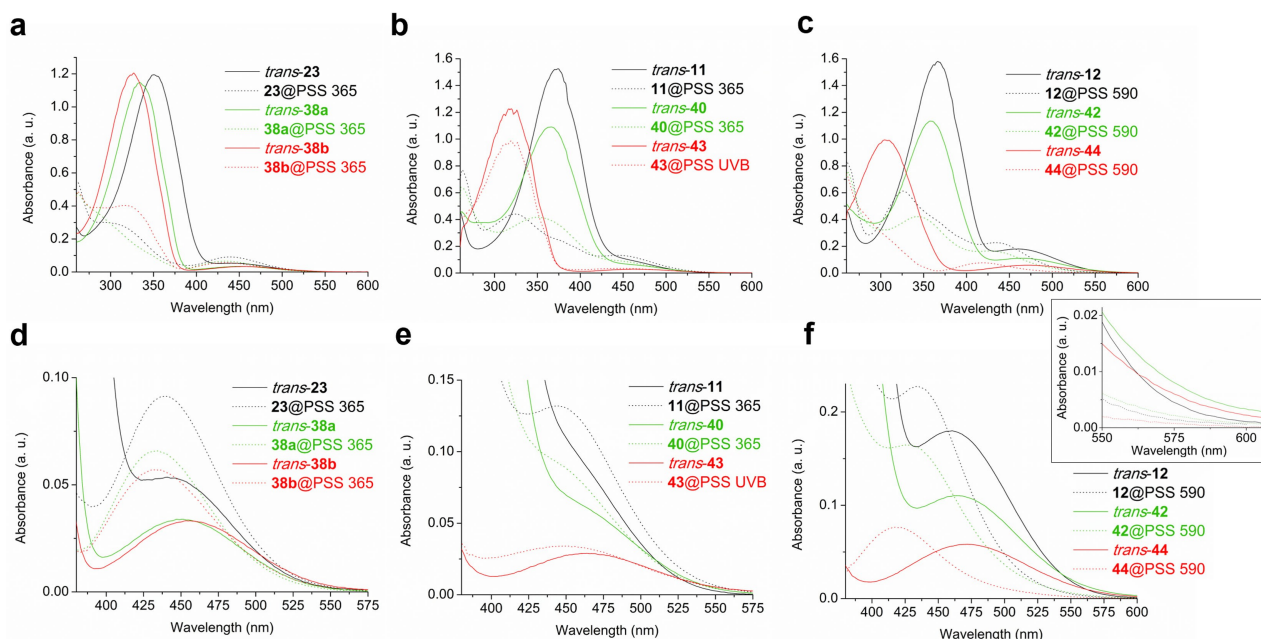 a
Absorbance (a. u.)
1.2
1.0
0.8
0.6
0.4
0.2
0.0
300 350 400 450 500 550 600
Wavelength (nm)
trans-23
23@PSS 365
trans-38a
38a@PSS 365
trans-38b
38b@PSS 365
b
Absorbance (a. u.)
1.6
1.4
1.2
1.0
0.8
0.6
0.4
0.2
0.0
300 350 400 450 500 550 600
Wavelength (nm)
trans-11
11@PSS 365
trans-40
40@PSS 365
trans-43
43@PSS UVB
c
Absorbance (a. u.)
1.6
1.4
1.2
1.0
0.8
0.6
0.4
0.2
0.0
300 350 400 450 500 550 600
Wavelength (nm)
trans-12
12@PSS 590
trans-42
42@PSS 590
trans-44
44@PSS 590
d
Absorbance (a. u.)
0.10
0.05
0.00
400 425 450 475 500 525 550 575
Wavelength (nm)
trans-23
23@PSS 365
trans-38a
38a@PSS 365
trans-38b
38b@PSS 365
e
Absorbance (a. u.)
0.15
0.10
0.05
0.00
400 425 450 475 500 525 550 575
Wavelength (nm)
trans-11
11@PSS 365
trans-40
40@PSS 365
trans-43
43@PSS UVB
f
Absorbance (a. u.)
0.2
0.1
0.0
400 425 450 475 500 525 550 575 600
Wavelength (nm)
Absorbance (a. u.)
0.02
0.01
0.00
550 575 600
Wavelength (nm)
trans-12
12@PSS 590
trans-42
42@PSS 590
trans-44
44@PSS 590